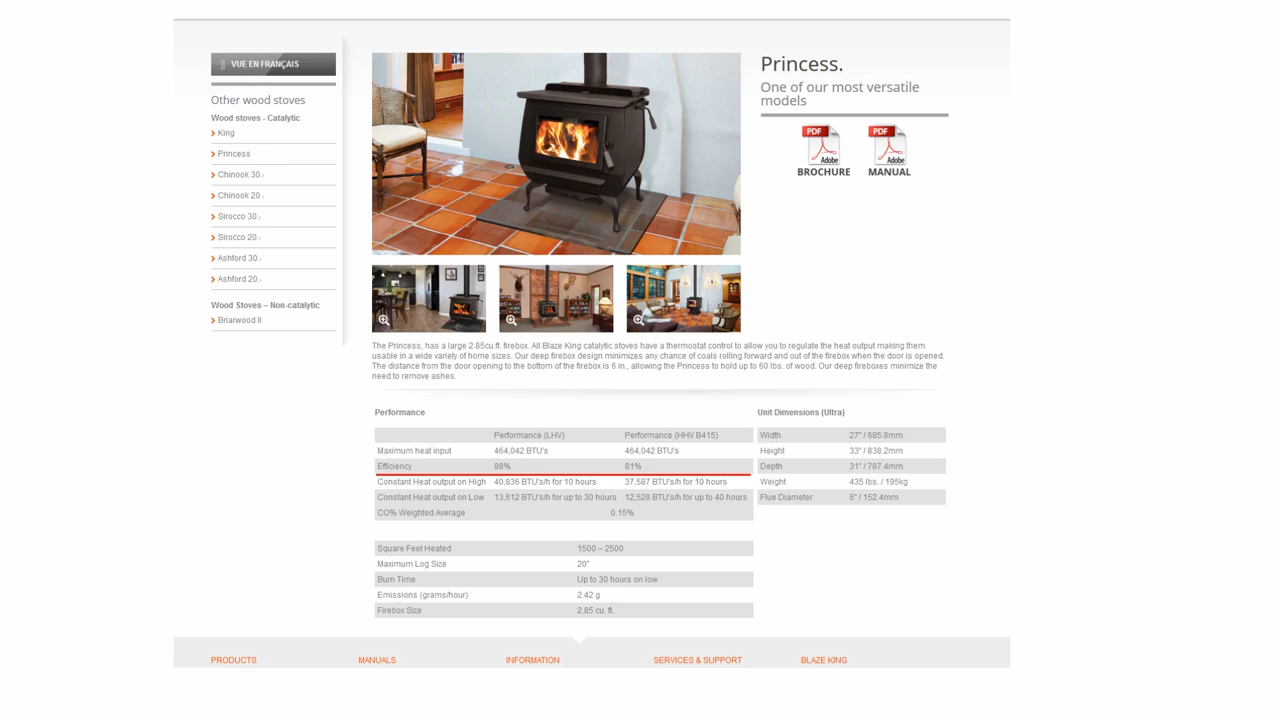 VUE EN FRANÇAIS
Other wood stoves
Wood stoves - Catalytic
King
Princess
Chinook 30.
Chinook 20.
Sirocco 30.
Sirocco 20.
Ashford 30.
Ashford 20.
Wood Stoves – Non-catalytic
Briarwood II
Princess.
One of our most versatile
models
PDF Adobe PDF Adobe
BROCHURE MANUAL
The Princess, has a large 2.85cu.ft. firebox. All Blaze King catalytic stoves have a thermostat control to allow you to regulate the heat output making them
usable in a wide variety of home sizes. Our deep firebox design minimizes any chance of coals rolling forward and out of the firebox when the door is opened.
The distance from the door opening to the bottom of the firebox is 6 in., allowing the Princess to hold up to 60 lbs. of wood. Our deep fireboxes minimize the
need to remove ashes.
Performance
Performance (LHV) Performance (HHV B415)
Maximum heat input 464,042 BTU's 464,042 BTU's
Efficiency 88% 81%
Constant Heat output on High 40,836 BTU's/h for 10 hours 37,587 BTU's/h for 10 hours
Constant Heat output on Low 13,612 BTU's/h for up to 30 hours 12,528 BTU's/h for up to 40 hours
CO% Weighted Average 0.15%
Square Feet Heated 1500 – 2500
Maximum Log Size 20"
Burn Time Up to 30 hours on low
Emissions (grams/hour) 2.42 g
Firebox Size 2.85 cu. ft.
Unit Dimensions (Ultra)
Width 27" / 685.8mm
Height 33" / 838.2mm
Depth 31" / 787.4mm
Weight 435 lbs. / 195kg
Flue Diameter 6" / 152.4mm
PRODUCTS MANUALS INFORMATION SERVICES & SUPPORT BLAZE KING